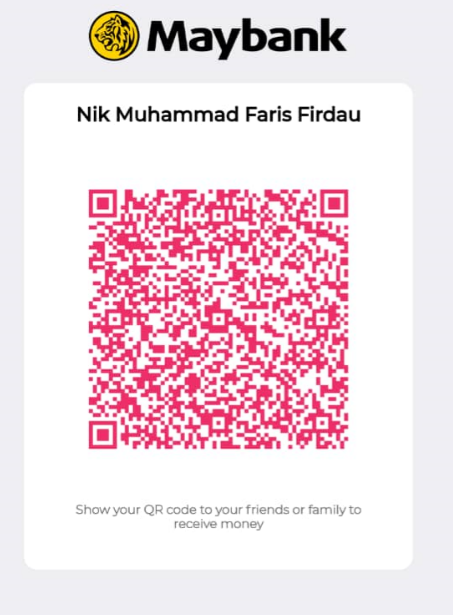 Maybank
Nik Muhammad Faris Firdau
Show your QR code to your friends or family to
receive money